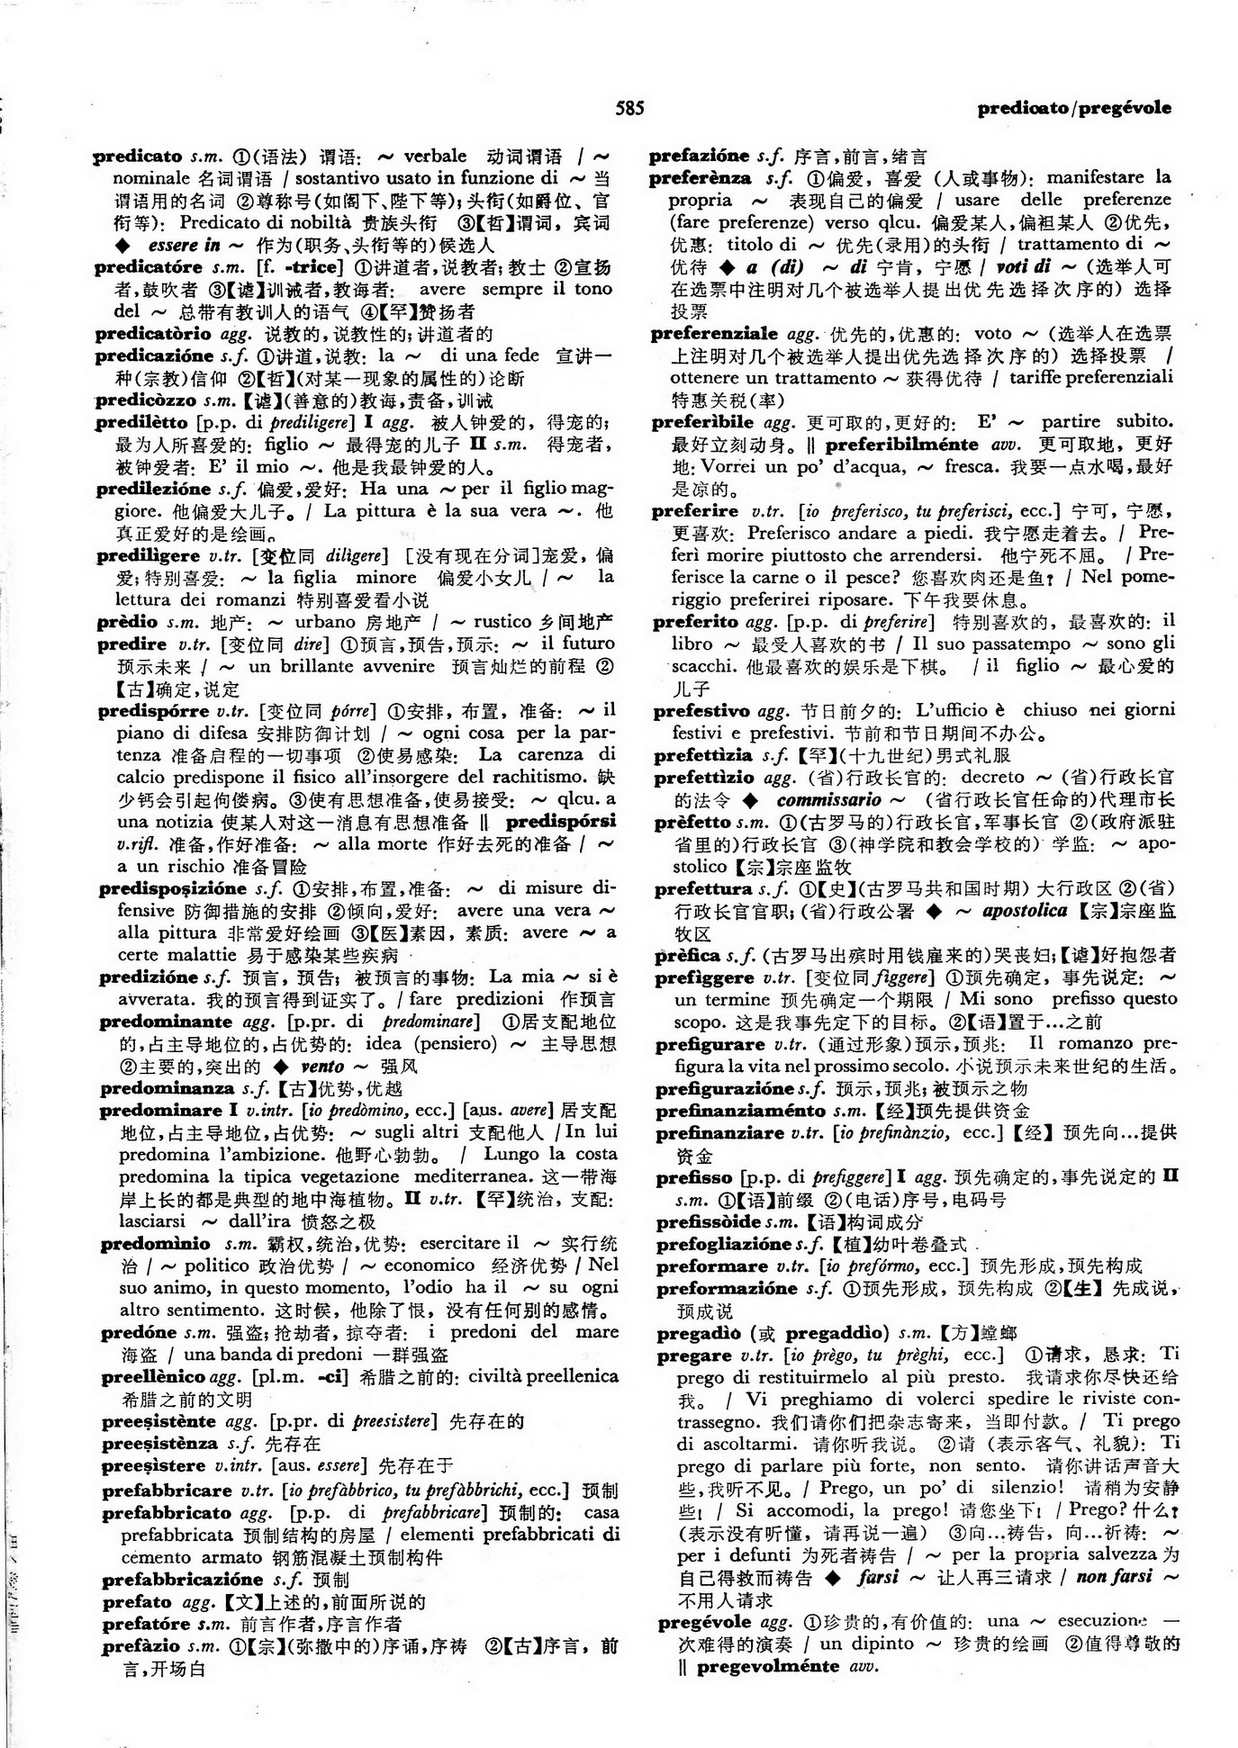 585
predicato/pregévole
predicato s.m. ①(语法) 谓语: ～ verbale 动词谓语 / ～
nominale 名词谓语 / sostantivo usato in funzione di ～ 当
谓语用的名词 ②尊称号(如阁下、陛下等);头衔(如爵位、官
衔等): Predicato di nobiltà 贵族头衔 ③【哲】谓词, 宾词
◆ essere in ～ 作为(职务、头衔等的)候选人
predicatóre s.m. [f. -trice] ①讲道者,说教者;教士 ②宣扬
者,鼓吹者 ③【谑】训诫者,教诲者: avere sempre il tono
del ～ 总带有教训人的语气 ④【罕】赞扬者
predicatòrio agg. 说教的,说教性的;讲道者的
predicazióne s.f. ①讲道,说教: la ～ di una fede 宣讲一
种(宗教)信仰 ②【哲】(对某一现象的属性的)论断
predicòzzo s.m. 【谑】(善意的)教诲,责备,训诫
predilètto [p.p. di prediligere] I agg. 被人钟爱的, 得宠的;
最为人所喜爱的: figlio ～ 最得宠的儿子 II s.m. 得宠者,
被钟爱者: E' il mio ～. 他是我最钟爱的人。
predilezióne s.f. 偏爱,爱好: Ha una ～ per il figlio mag-
giore. 他偏爱大儿子。/ La pittura è la sua vera ～. 他
真正爱好的是绘画。
predilìgere v.tr. [变位同 dilìgere] [没有现在分词]宠爱, 偏
爱;特别喜爱: ～ la figlia minore 偏爱小女儿 / ～ la
lettura dei romanzi 特别喜爱看小说
prèdio s.m. 地产: ～ urbano 房地产 / ～ rustico 乡间地产
predire v.tr. [变位同 dire] ①预言,预告,预示: ～ il futuro
预示未来 / ～ un brillante avvenire 预言灿烂的前程 ②
【古】确定,说定
predispórre v.tr. [变位同 pórre] ①安排, 布置, 准备: ～ il
piano di difesa 安排防御计划 / ～ ogni cosa per la par-
tenza 准备启程的一切事项 ②使易感染: La carenza di
calcio predispone il fisico all'insorgere del rachitismo. 缺
少钙会引起佝偻病。③使有思想准备,使易接受: ～ qlcu. a
una notizia 使某人对这一消息有思想准备 ‖ predispórsi
v.rifl. 准备,作好准备: ～ alla morte 作好去死的准备 / ～
a un rischio 准备冒险
predisposizióne s.f. ①安排,布置,准备: ～ di misure di-
fensive 防御措施的安排 ②倾向,爱好: avere una vera ～
alla pittura 非常爱好绘画 ③【医】素因, 素质: avere ～ a
certe malattie 易于感染某些疾病
predizióne s.f. 预言, 预告; 被预言的事物: La mia ～ si è
avverata. 我的预言得到证实了。/ fare predizioni 作预言
predominante agg. [p.pr. di predominare] ①居支配地位
的,占主导地位的,占优势的: idea (pensiero) ～ 主导思想
②主要的,突出的 ◆ vento ～ 强风
predominanza s.f. 【古】优势,优越
predominare I v.intr. [io predòmino, ecc.] [aus. avere] 居支配
地位,占主导地位,占优势: ～ sugli altri 支配他人 / In lui
predomina l'ambizione. 他野心勃勃。 / Lungo la costa
predomina la tipica vegetazione mediterranea. 这一带海
岸上长的都是典型的地中海植物。II v.tr. 【罕】统治, 支配:
lasciarsi ～ dall'ira 愤怒之极
predomìnio s.m. 霸权,统治,优势: esercitare il ～ 实行统
治 / ～ politico 政治优势 / ～ economico 经济优势 / Nel
suo animo, in questo momento, l'odio ha il ～ su ogni
altro sentimento. 这时候, 他除了恨, 没有任何别的感情。
predóne s.m. 强盗;抢劫者, 掠夺者: i predoni del mare
海盗 / una banda di predoni 一群强盗
preellènico agg. [pl.m. -ci] 希腊之前的: civiltà preellenica
希腊之前的文明
preeṣistènte agg. [p.pr. di preesistere] 先存在的
preeṣistènza s.f. 先存在
preeṣìstere v.intr. [aus. essere] 先存在于
prefabbricare v.tr. [io prefàbbrico, tu prefàbbrichi, ecc.] 预制
prefabbricato agg. [p.p. di prefabbricare] 预制的: casa
prefabbricata 预制结构的房屋 / elementi prefabbricati di
cemento armato 钢筋混凝土预制构件
prefabbricazióne s.f. 预制
prefato agg. 【文】上述的,前面所说的
prefatóre s.m. 前言作者,序言作者
prefàzio s.m. ①【宗】(弥撒中的)序诵,序祷 ②【古】序言, 前
言,开场白
prefazióne s.f. 序言,前言,绪言
preferènza s.f. ①偏爱, 喜爱 (人或事物): manifestare la
propria ～ 表现自己的偏爱 / usare delle preferenze
(fare preferenze) verso qlcu. 偏爱某人,偏袒某人 ②优先,
优惠: titolo di ～ 优先(录用)的头衔 / trattamento di ～
优待 ◆ a (di) ～ di 宁肯, 宁愿 / voti di ～ (选举人可
在选票中注明对几个被选举人提出优先选择次序的) 选择
投票
preferenziale agg. 优先的,优惠的: voto ～ (选举人在选票
上注明对几个被选举人提出优先选择次序的) 选择投票 /
ottenere un trattamento ～ 获得优待 / tariffe preferenziali
特惠关税(率)
preferìbile agg. 更可取的,更好的: E' ～ partire subito.
最好立刻动身。‖ preferibilménte avv. 更可取地, 更好
地: Vorrei un po' d'acqua, ～ fresca. 我要一点水喝,最好
是凉的。
preferire v.tr. [io preferisco, tu preferisci, ecc.] 宁可, 宁愿,
更喜欢: Preferisco andare a piedi. 我宁愿走着去。/ Pre-
ferì morire piuttosto che arrendersi. 他宁死不屈。 / Pre-
ferisce la carne o il pesce? 您喜欢肉还是鱼? / Nel pome-
riggio preferirei riposare. 下午我要休息。
preferito agg. [p.p. di preferire] 特别喜欢的, 最喜欢的: il
libro ～ 最受人喜欢的书 / Il suo passatempo ～ sono gli
scacchi. 他最喜欢的娱乐是下棋。 / il figlio ～ 最心爱的
儿子
prefestivo agg. 节日前夕的: L'ufficio è chiuso nei giorni
festivi e prefestivi. 节前和节日期间不办公。
prefettìzia s.f. 【罕】(十九世纪)男式礼服
prefettìzio agg. (省)行政长官的: decreto ～ (省)行政长官
的法令 ◆ commissario ～ (省行政长官任命的)代理市长
prèfetto s.m. ①(古罗马的)行政长官,军事长官 ②(政府派驻
省里的)行政长官 ③(神学院和教会学校的) 学监: ～ apo-
stolico 【宗】宗座监牧
prefettura s.f. ①【史】(古罗马共和国时期) 大行政区 ②(省)
行政长官官职;(省)行政公署 ◆ ～ apostolica 【宗】宗座监
牧区
prèfica s.f. (古罗马出殡时用钱雇来的)哭丧妇;【谑】好抱怨者
prefìggere v.tr. [变位同 fìggere] ①预先确定, 事先说定: ～
un termine 预先确定一个期限 / Mi sono prefisso questo
scopo. 这是我事先定下的目标。②【语】置于…之前
prefigurare v.tr. (通过形象)预示,预兆: Il romanzo pre-
figura la vita nel prossimo secolo. 小说预示未来世纪的生活。
prefigurazióne s.f. 预示,预兆;被预示之物
prefinanziaménto s.m. 【经】预先提供资金
prefinanziare v.tr. [io prefinànzio, ecc.] 【经】 预先向…提供
资金
prefisso [p.p. di prefiggere] I agg. 预先确定的,事先说定的 II
s.m. ①【语】前缀 ②(电话)序号,电码号
prefissòide s.m. 【语】构词成分
prefogliazióne s.f. 【植】幼叶卷叠式
preformare v.tr. [io prefórmo, ecc.] 预先形成,预先构成
preformazióne s.f. ①预先形成, 预先构成 ②【生】 先成说,
预成说
pregadìo (或 pregaddìo) s.m. 【方】螳螂
pregare v.tr. [io prègo, tu prèghi, ecc.] ①请求, 恳求: Ti
prego di restituirmelo al più presto. 我请求你尽快还给
我。 / Vi preghiamo di volerci spedire le riviste con-
trassegno. 我们请你们把杂志寄来, 当即付款。/ Ti prego
di ascoltarmi. 请你听我说。 ②请 (表示客气、礼貌): Ti
prego di parlare più forte, non sento. 请你讲话声音大
些,我听不见。/ Prego, un po' di silenzio! 请稍为安静
些! / Si accomodi, la prego! 请您坐下! / Prego? 什么?
(表示没有听懂, 请再说一遍) ③向…祷告, 向…祈祷: ～
per i defunti 为死者祷告 / ～ per la propria salvezza 为
自己得救而祷告 ◆ farsi ～ 让人再三请求 / non farsi ～
不用人请求
pregévole agg. ①珍贵的,有价值的: una ～ esecuzione 一
次难得的演奏 / un dipinto ～ 珍贵的绘画 ②值得尊敬的
‖ pregevolménte avv.